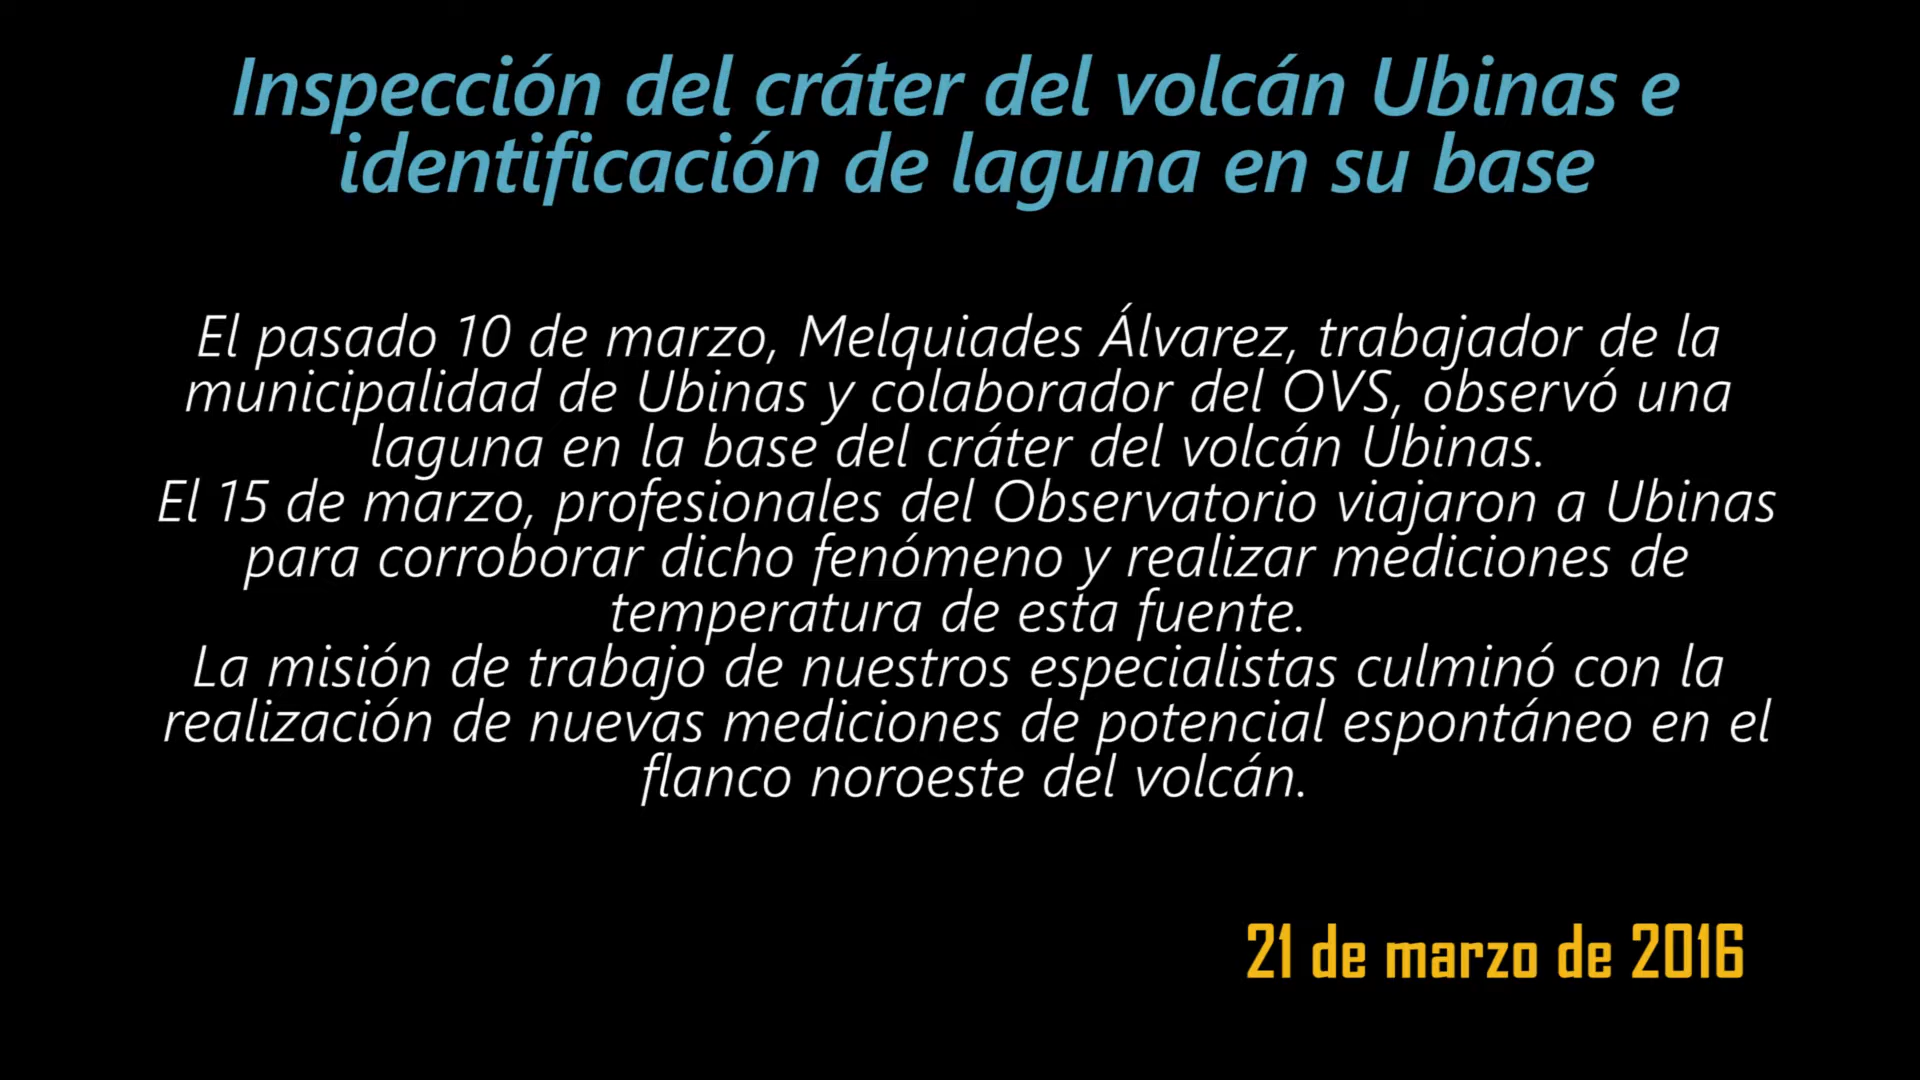 Inspección del cráter del volcán Ubinas e
identificación de laguna en su base
El pasado 10 de marzo, Melquiades Álvarez, trabajador de la
municipalidad de Ubinas y colaborador del OVS, observó una
laguna en la base del cráter del volcán Ubinas.
El 15 de marzo, profesionales del Observatorio viajaron a Ubinas
para corroborar dicho fenómeno y realizar mediciones de
temperatura de esta fuente.
La misión de trabajo de nuestros especialistas culminó con la
realización de nuevas mediciones de potencial espontáneo en el
flanco noroeste del volcán.
21 de marzo de 2016